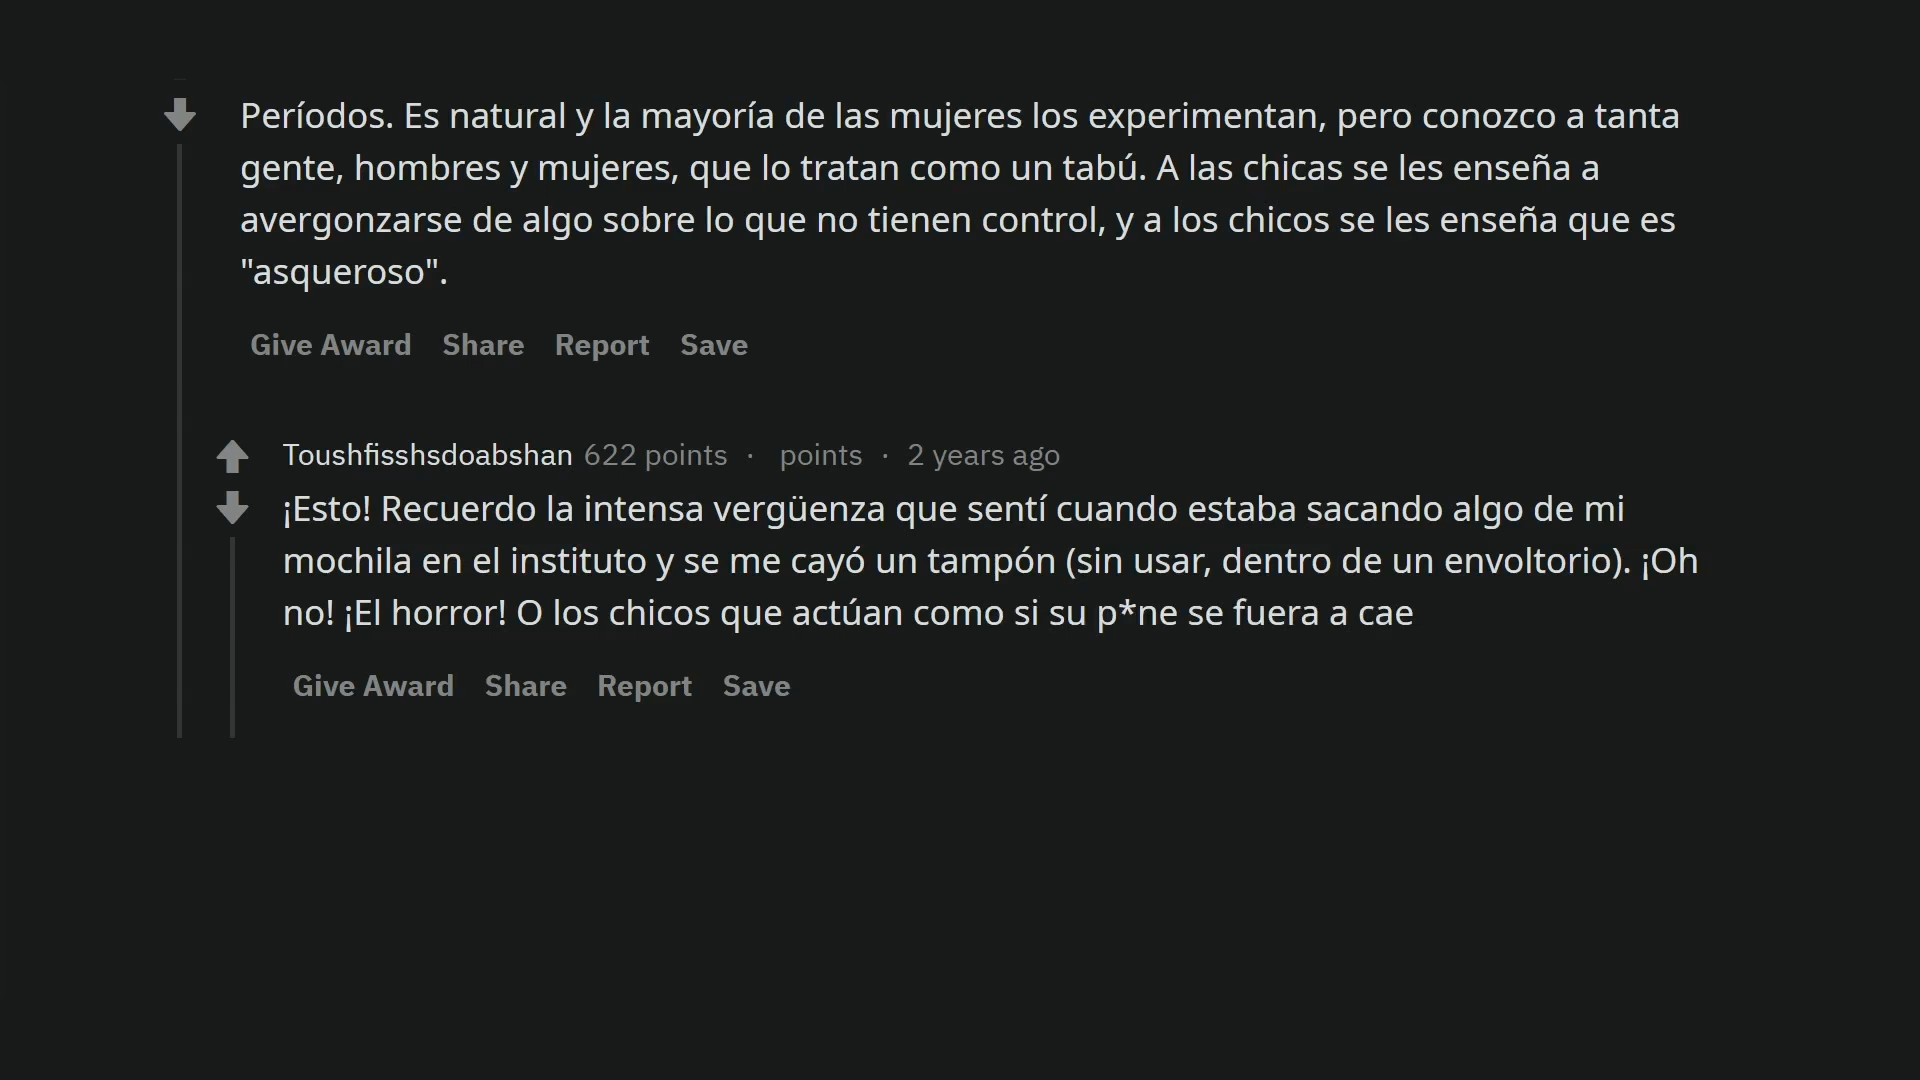 Períodos. Es natural y la mayoría de las mujeres los experimentan, pero conozco a tanta
gente, hombres y mujeres, que lo tratan como un tabú. A las chicas se les enseña a
avergonzarse de algo sobre lo que no tienen control, y a los chicos se les enseña que es
"asqueroso".
Give Award Share Report Save
Toushfisshsdoabshan 622 points · points · 2 years ago
¡Esto! Recuerdo la intensa vergüenza que sentí cuando estaba sacando algo de mi
mochila en el instituto y se me cayó un tampón (sin usar, dentro de un envoltorio). ¡Oh
no! ¡El horror! O los chicos que actúan como si su p*ne se fuera a cae
Give Award Share Report Save